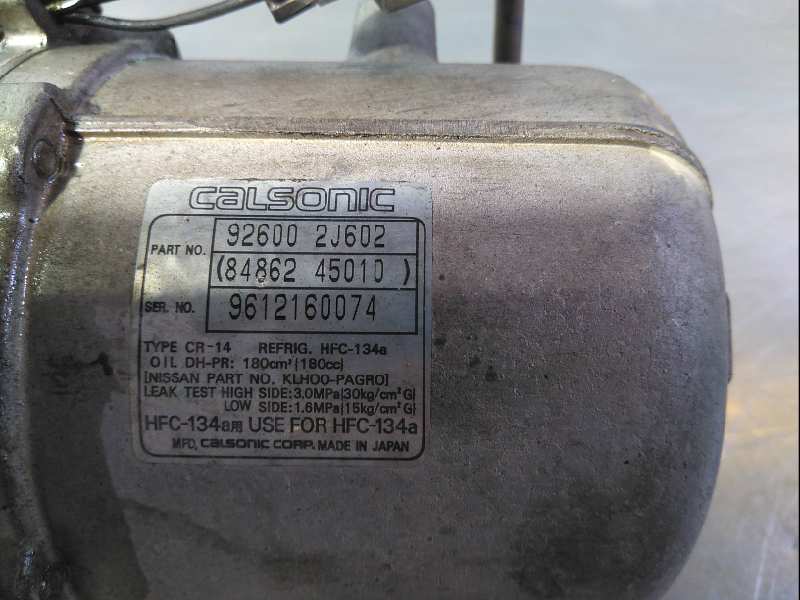 CALSONIC
PART NO. 92600 2J602
(84862 45010 )
SER. NO. 9612160074
TYPE CR-14 REFRIG. HFC-134a
OIL DH-PR: 180cm³(180cc)
[NISSAN PART NO. KLH00-PAGR0]
LEAK TEST HIGH SIDE: 3.0MPa(30kg/cm²G)
LOW SIDE: 1.6MPa(15kg/cm²G)
HFC-134a用 USE FOR HFC-134a
MFD. CALSONIC CORP. MADE IN JAPAN